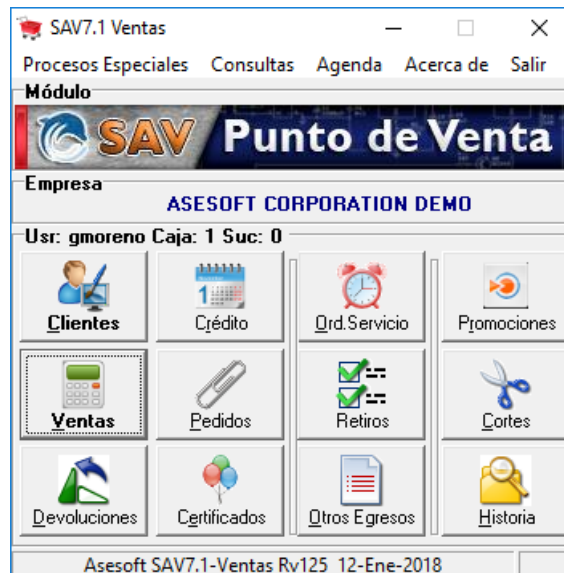 SAV7.1 Ventas
Procesos Especiales Consultas Agenda Acerca de Salir
Módulo
SAV Punto de Venta
Empresa
ASESOFT CORPORATION DEMO
Usr: gmoreno Caja: 1 Suc: 0
Clientes Crédito Ord.Servicio Promociones
Ventas Pedidos Retiros Cortes
Devoluciones Certificados Otros Egresos Historia
Asesoft SAV7.1-Ventas Rv125 12-Ene-2018